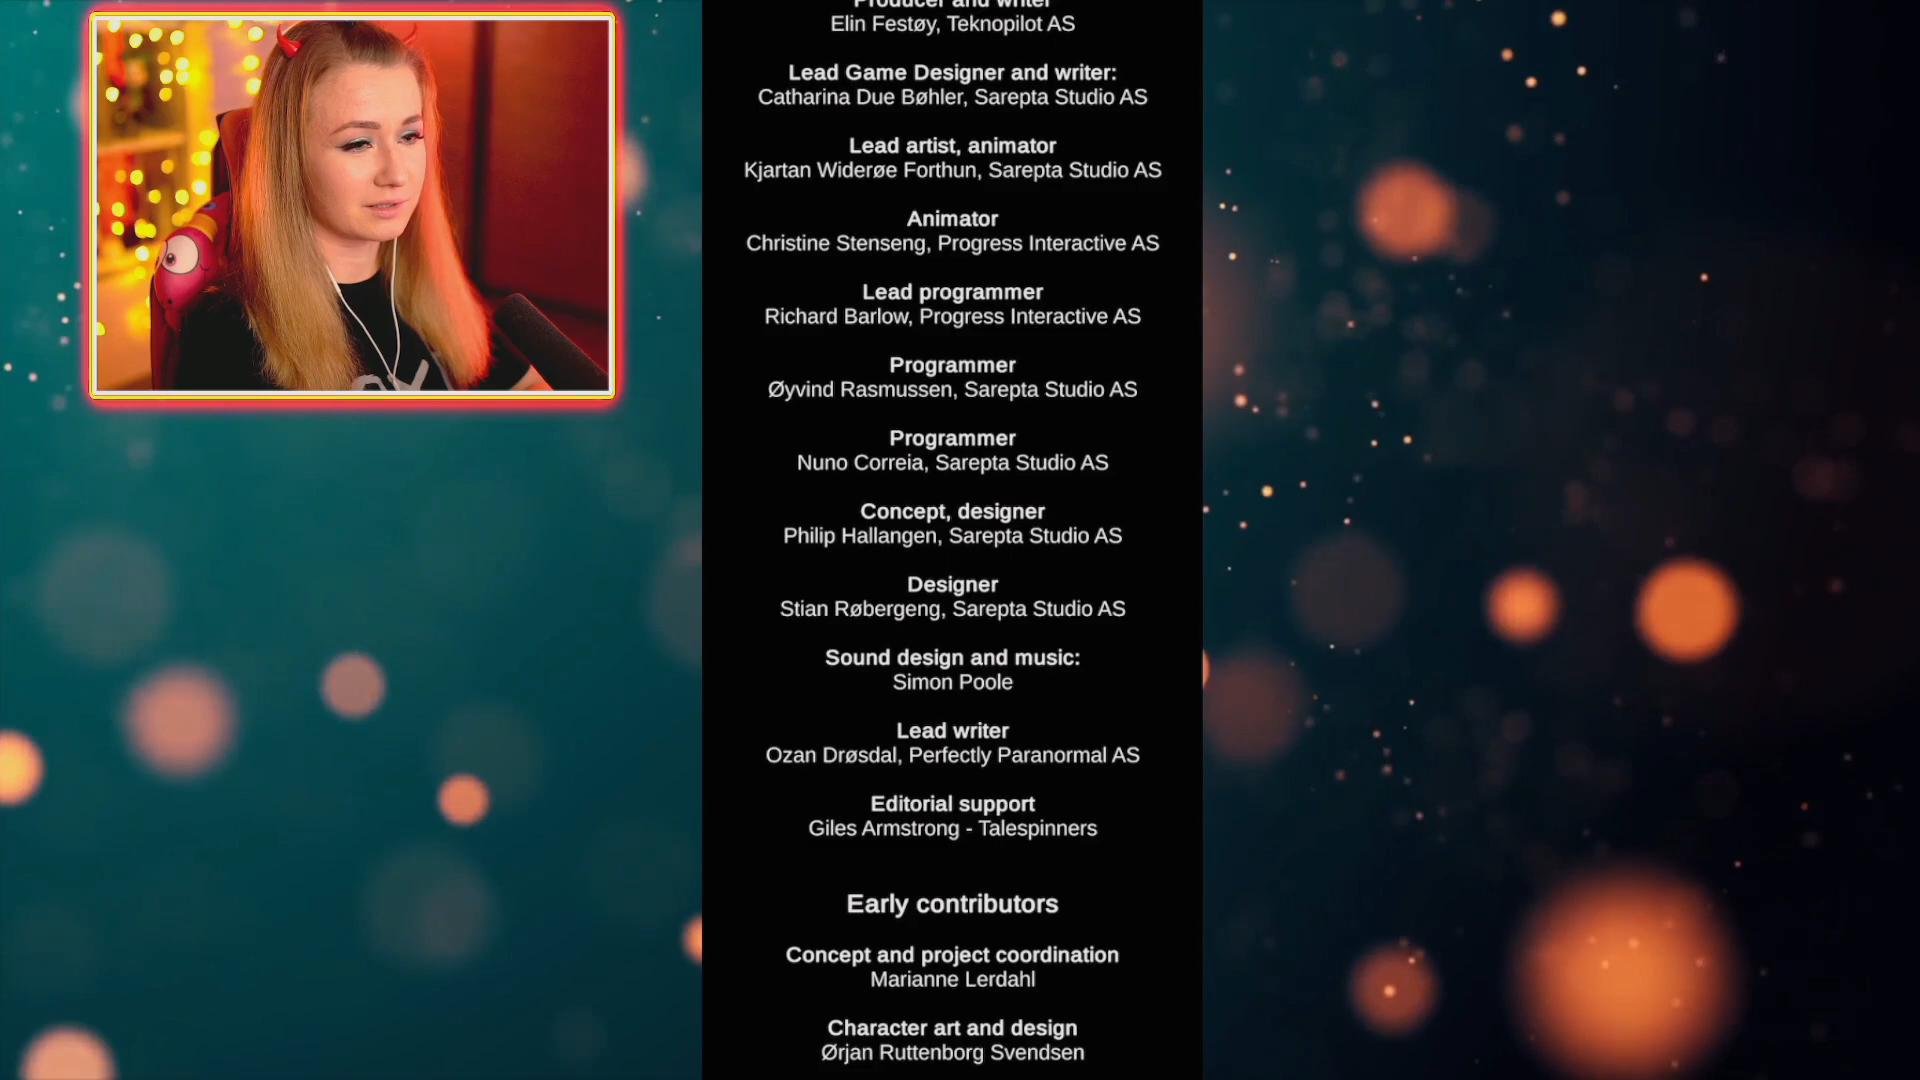 Producer and writer
Elin Festøy, Teknopilot AS
Lead Game Designer and writer:
Catharina Due Bøhler, Sarepta Studio AS
Lead artist, animator
Kjartan Widerøe Forthun, Sarepta Studio AS
Animator
Christine Stenseng, Progress Interactive AS
Lead programmer
Richard Barlow, Progress Interactive AS
Programmer
Øyvind Rasmussen, Sarepta Studio AS
Programmer
Nuno Correia, Sarepta Studio AS
Concept, designer
Philip Hallangen, Sarepta Studio AS
Designer
Stian Røbergeng, Sarepta Studio AS
Sound design and music:
Simon Poole
Lead writer
Ozan Drøsdal, Perfectly Paranormal AS
Editorial support
Giles Armstrong - Talespinners
Early contributors
Concept and project coordination
Marianne Lerdahl
Character art and design
Ørjan Ruttenborg Svendsen